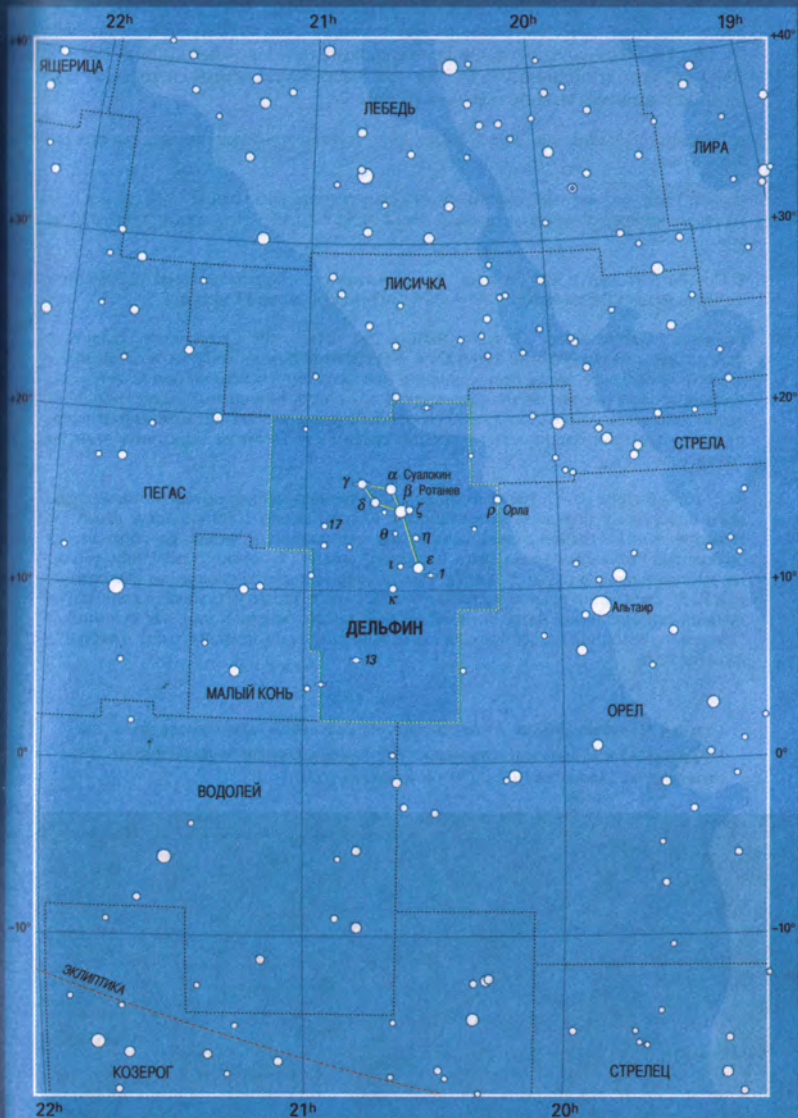 22h 21h 20h 19h
+40° +40°
ЯЩЕРИЦА
ЛЕБЕДЬ
ЛИРА
+30° +30°
ЛИСИЧКА
+20° +20°
СТРЕЛА
ПЕГАС
γ α Суалокин
β Ротанев
δ ζ ρ Орла
17 θ η
ι ε 1
+10° +10°
κ Альтаир
ДЕЛЬФИН
13
МАЛЫЙ КОНЬ
ОРЕЛ
0° 0°
ВОДОЛЕЙ
–10° –10°
ЭКЛИПТИКА
КОЗЕРОГ СТРЕЛЕЦ
22h 21h 20h